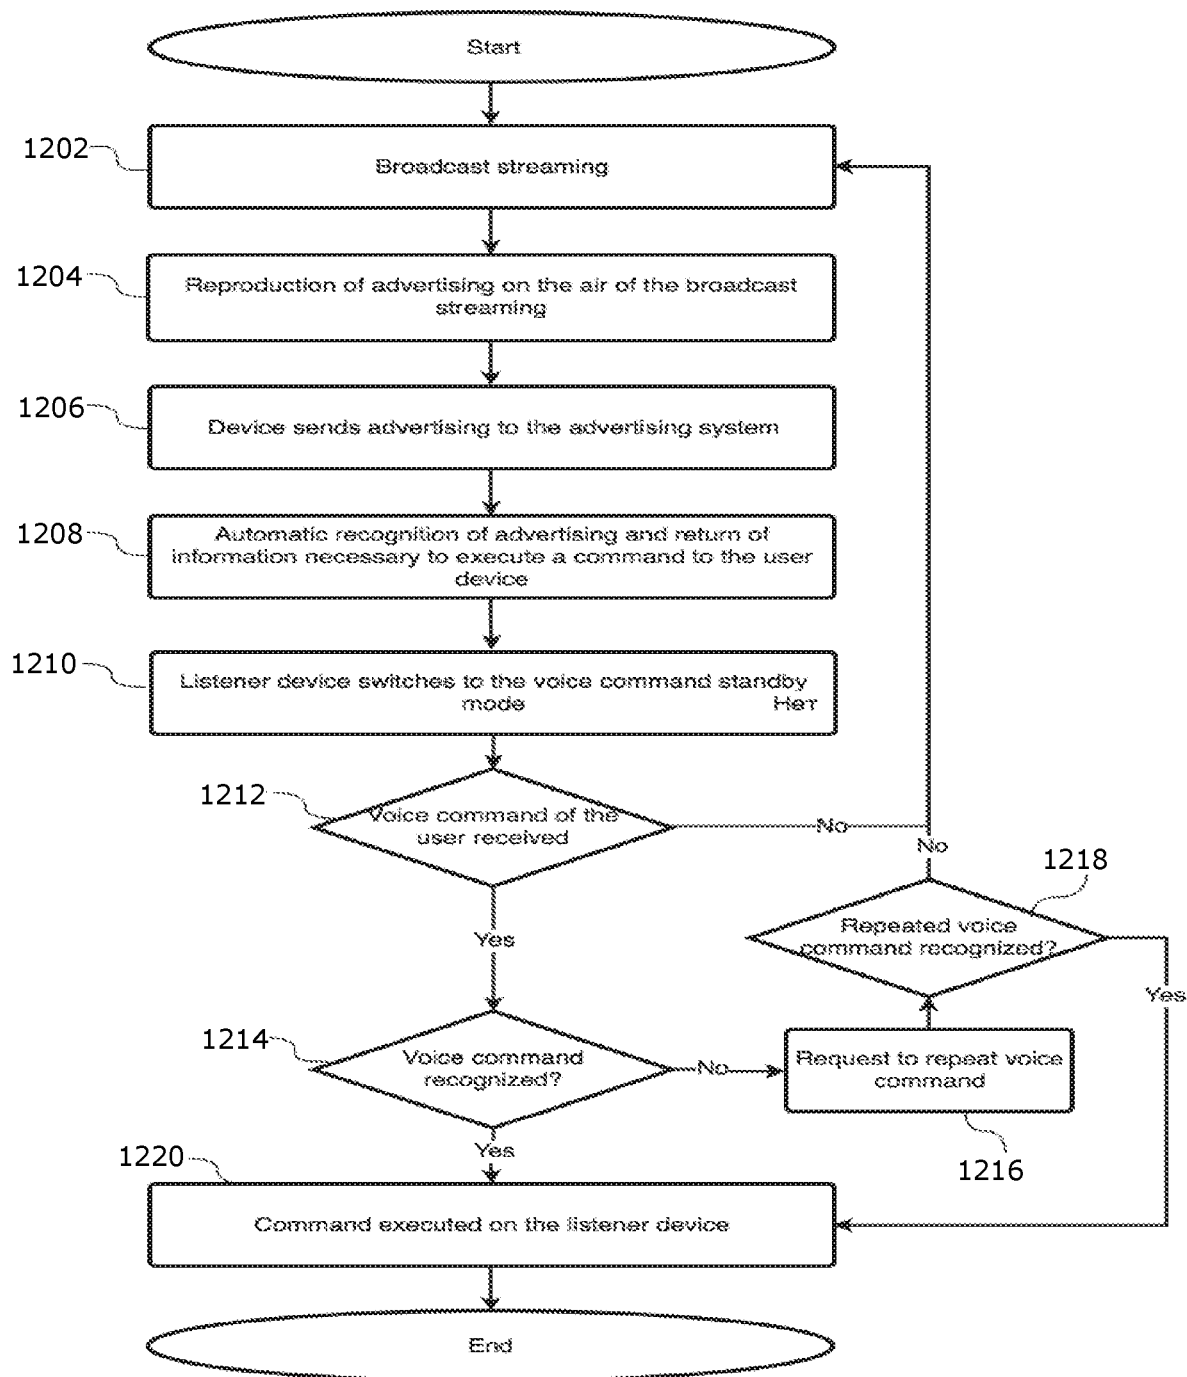 Start
1202
Broadcast streaming
1204
Reproduction of advertising on the air of the broadcast
streaming
1206
Device sends advertising to the advertising system
1208
Automatic recognition of advertising and return of
information necessary to execute a command to the user
device
1210
Listener device switches to the voice command standby
mode
Нет
1212
Voice command of the
user received
No
No
1218
Repeated voice
command recognized?
Yes
Yes
1214
Voice command
recognized?
No
Request to repeat voice
command
1216
Yes
1220
Command executed on the listener device
End